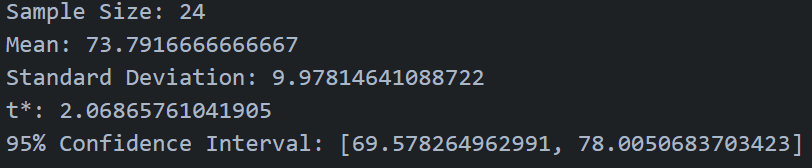 Sample Size: 24
Mean: 73.7916666666667
Standard Deviation: 9.97814641088722
t*: 2.06865761041905
95% Confidence Interval: [69.578264962991, 78.0050683703423]